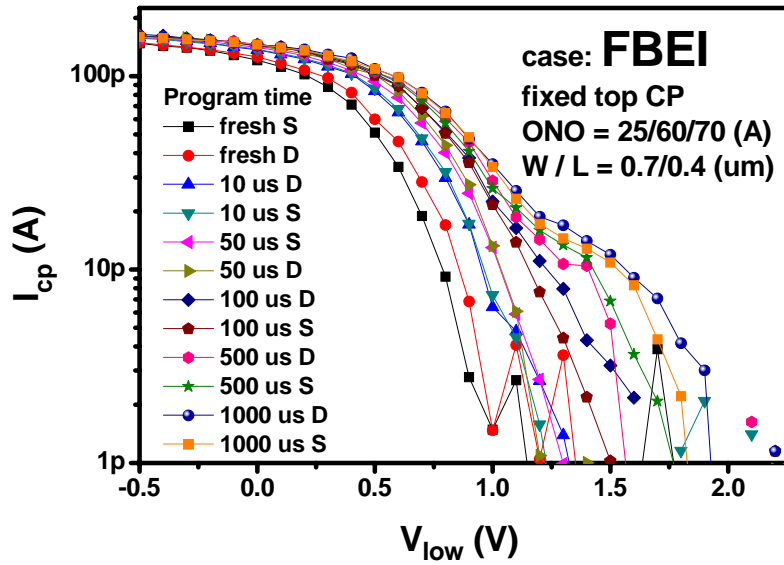 100p
10p
1p
I_cp (A)
case: FBEI
fixed top CP
ONO = 25/60/70 (A)
W / L = 0.7/0.4 (um)
Program time
fresh S
fresh D
10 us D
10 us S
50 us S
50 us D
100 us D
100 us S
500 us D
500 us S
1000 us D
1000 us S
-0.5 0.0 0.5 1.0 1.5 2.0
V_low (V)